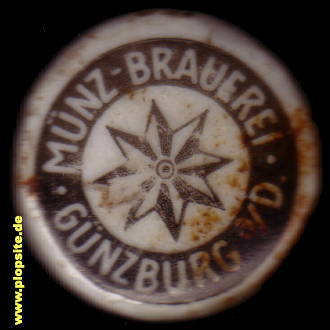 · MÜNZ-BRAUEREI ·
GÜNZBURG a/D.
www.plopsite.de